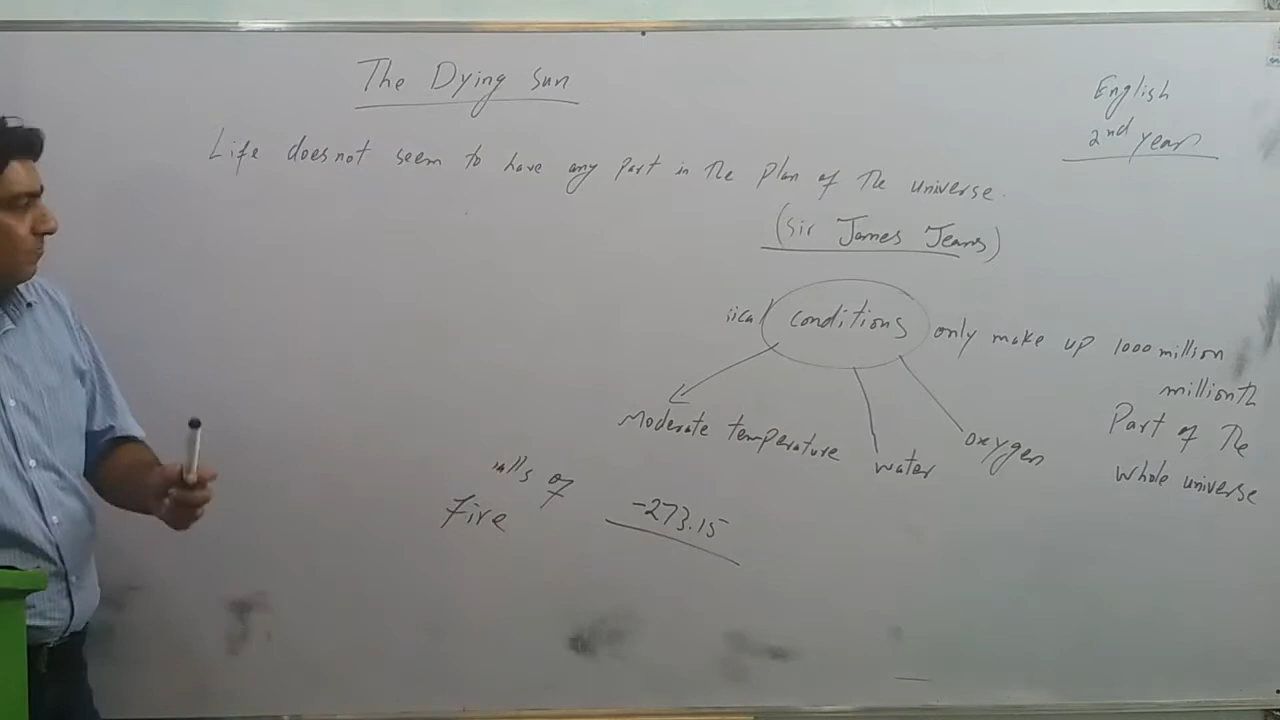 The Dying Sun
English
2nd year
Life does not seem to have any part in the plan of the universe.
(Sir James Jeans)
conditions only make up 1000 million
millionth
Part of the
whole universe
Moderate temperature
water
oxygen
of
Fire
-273.15